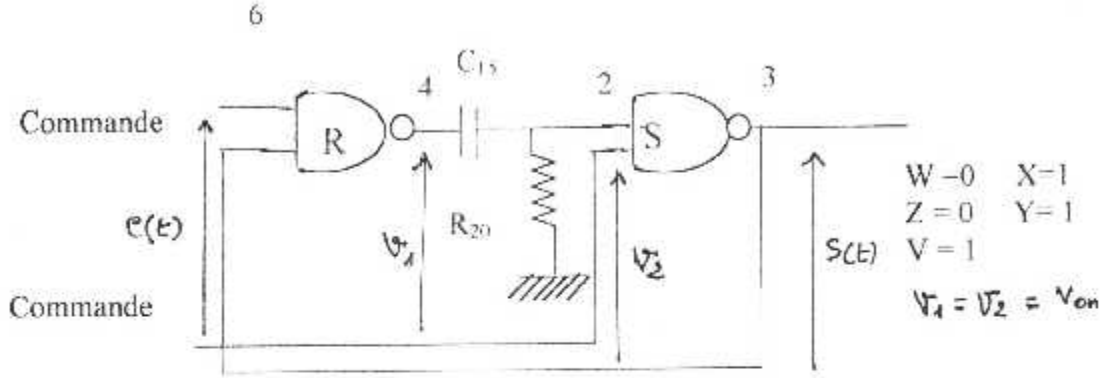 6
C15
4
2
3
Commande
R
S
W=0 X=1
e(t)
R20
Z = 0 Y= 1
v1
v2
S(t)
V = 1
Commande
v1 = v2 = von